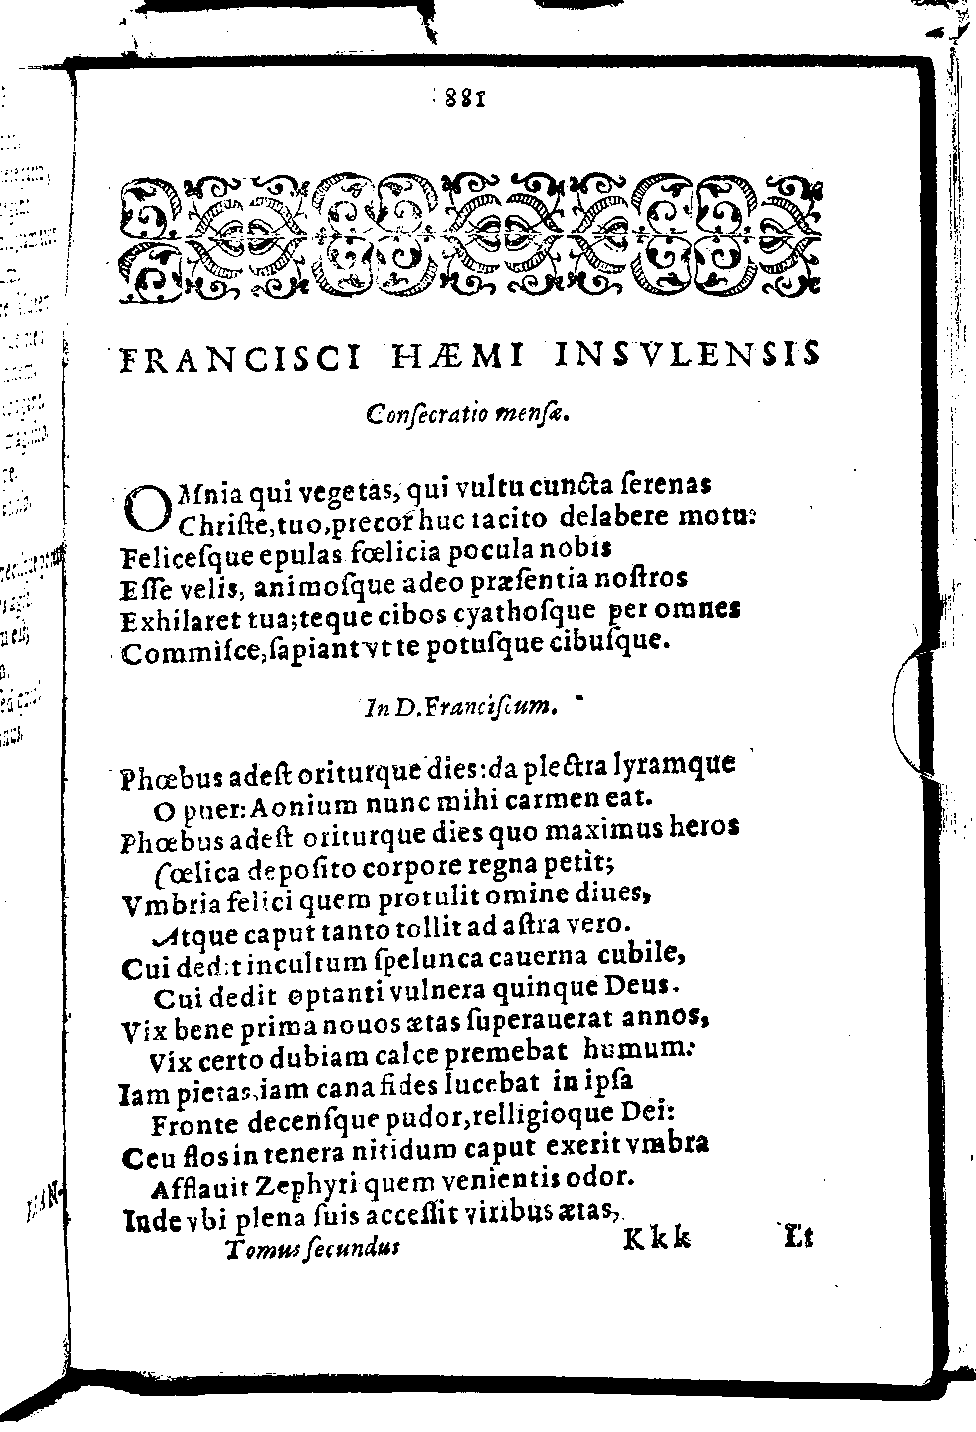 881
FRANCISCI HÆMI INSVLENSIS
Conſecratio menſæ.
OMnia qui vegetas, qui vultu cuncta ſerenas
Chriſte, tuo, precor huc tacito delabere motu:
Feliceſque epulas fœlicia pocula nobis
Eſſe velis, animoſque adeo præſentia noſtros
Exhilaret tua; teque cibos cyathoſque per omnes
Commiſce, ſapiant vt te potuſque cibuſque.
In D. Franciſcum.
Phœbus adeſt oriturque dies: da plectra lyramque
O puer: Aonium nunc mihi carmen eat.
Phœbus adeſt oriturque dies quo maximus heros
Cœlica depoſito corpore regna petit;
Vmbria felici quem protulit omine diues,
Atque caput tanto tollit ad aſtra vero.
Cui dedit incultum ſpelunca cauerna cubile,
Cui dedit optanti vulnera quinque Deus.
Vix bene prima nouos ætas ſuperauerat annos,
Vix certo dubiam calce premebat humum:
Iam pietas, iam cana fides lucebat in ipſa
Fronte decenſque pudor, relligioque Dei:
Ceu flos in tenera nitidum caput exerit vmbra
Afflauit Zephyri quem venientis odor.
Inde vbi plena ſuis acceſſit viribus ætas,
Tomus ſecundus Kkk Et